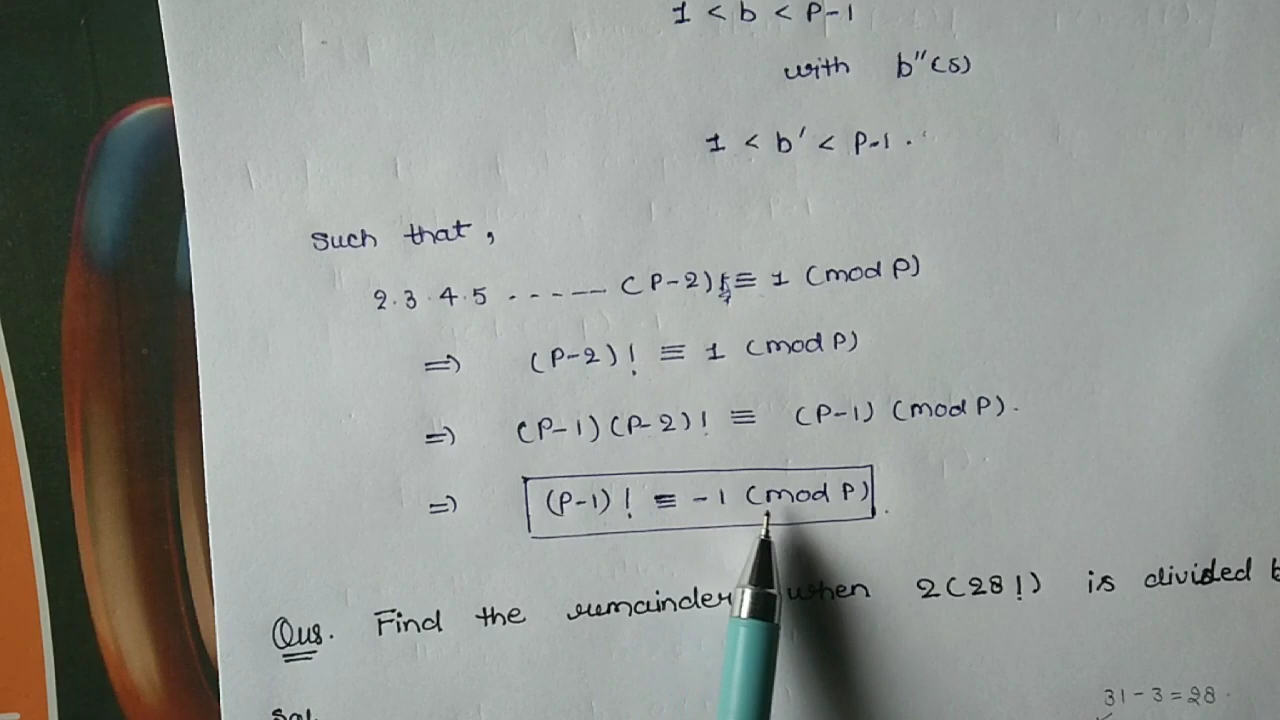 1 < b < P-1
with b"(s)
1 < b' < P-1.
Such that,
2.3.4.5 ------ (P-2) ≡ 1 (mod P)
=) (P-2)! ≡ 1 (mod P)
=) (P-1)(P-2)! ≡ (P-1) (mod P).
=) (P-1)! ≡ -1 (mod P).
Qus. Find the remainder when 2(28!) is divided
31-3=28
Sol.